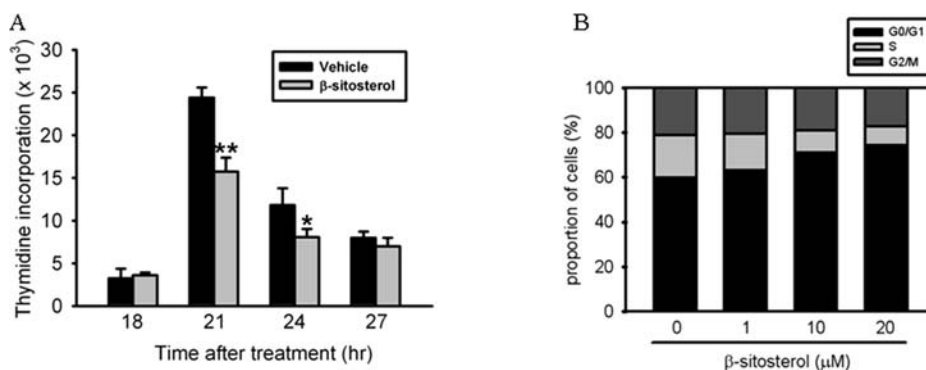 A
Thymidine incorporation (x 10³)
30
25
20
15
10
5
0
Vehicle
β-sitosterol
**
*
18 21 24 27
Time after treatment (hr)
B
G0/G1
S
G2/M
proportion of cells (%)
100
80
60
40
20
0
0 1 10 20
β-sitosterol (μM)